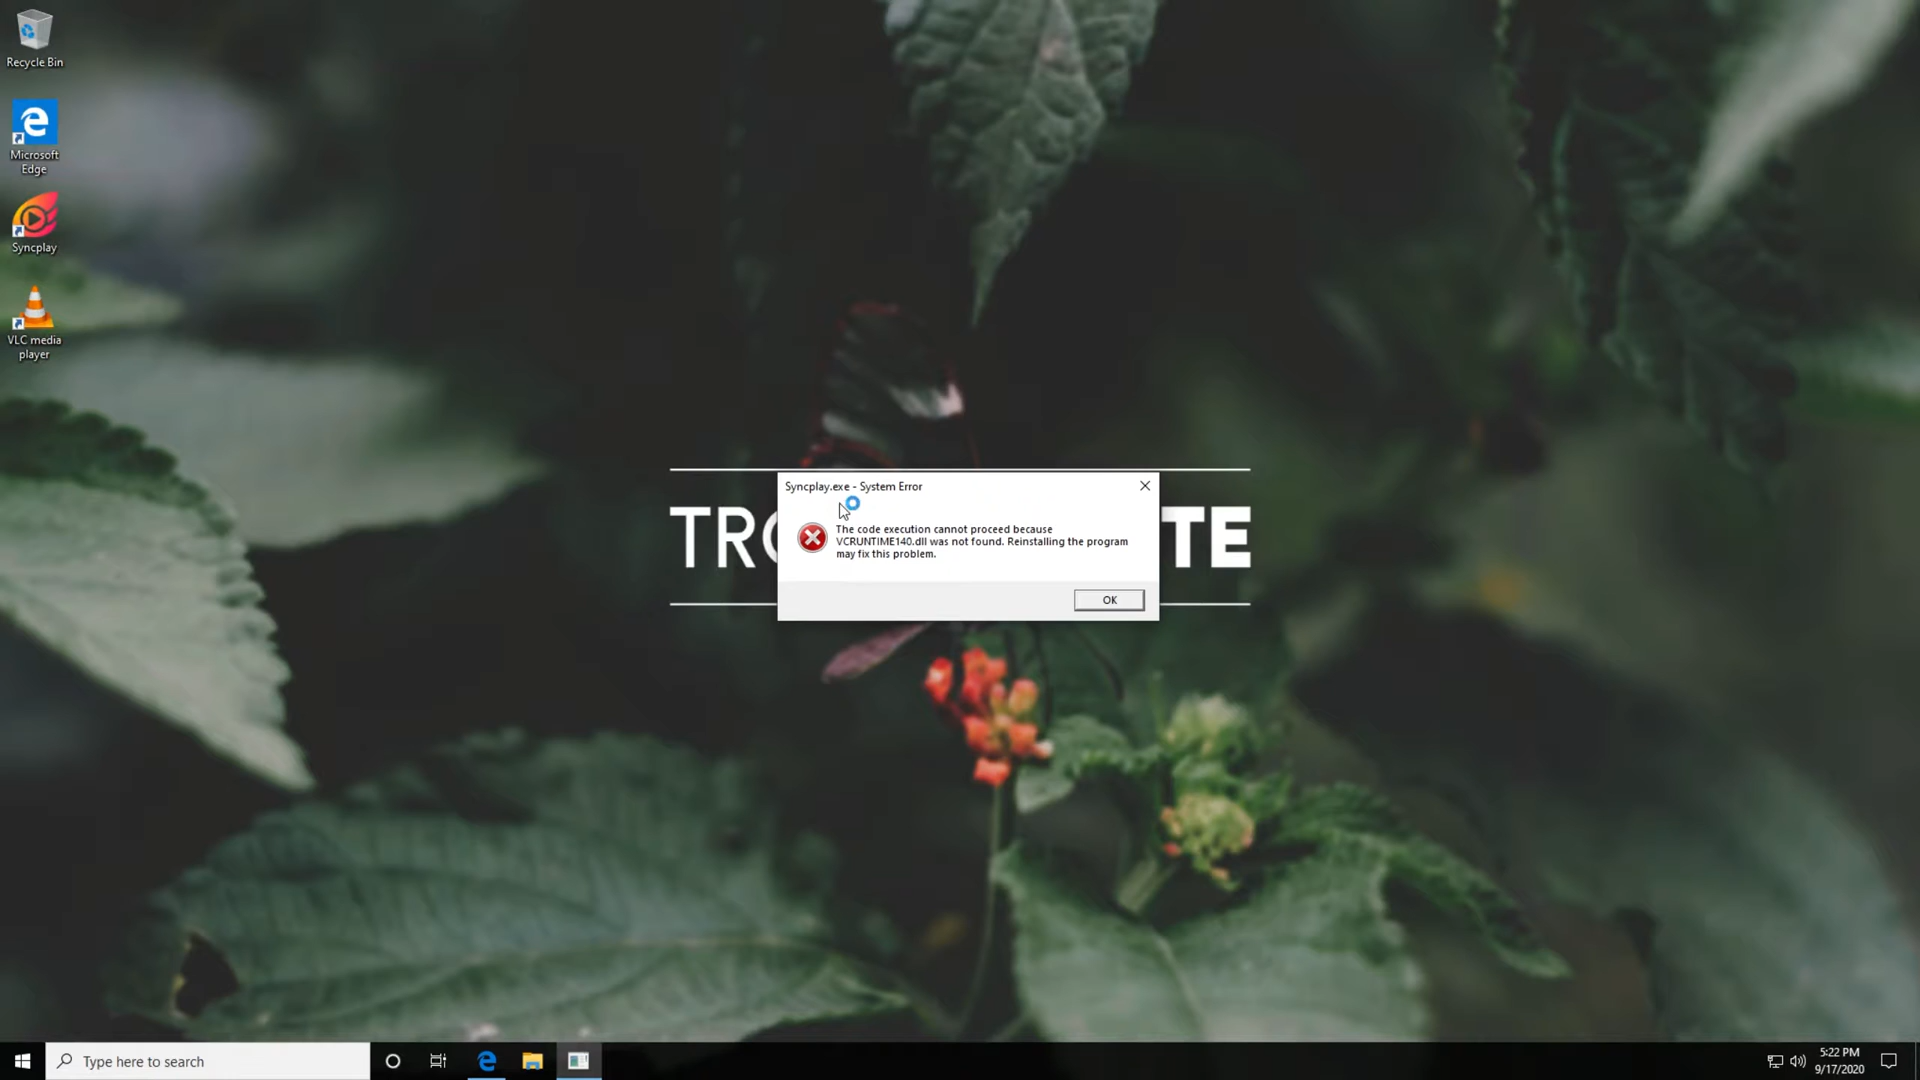 Recycle Bin
Microsoft
Edge
Syncplay
VLC media
player
Syncplay.exe - System Error
The code execution cannot proceed because
VCRUNTIME140.dll was not found. Reinstalling the program
may fix this problem.
OK
Type here to search
5:22 PM
9/17/2020